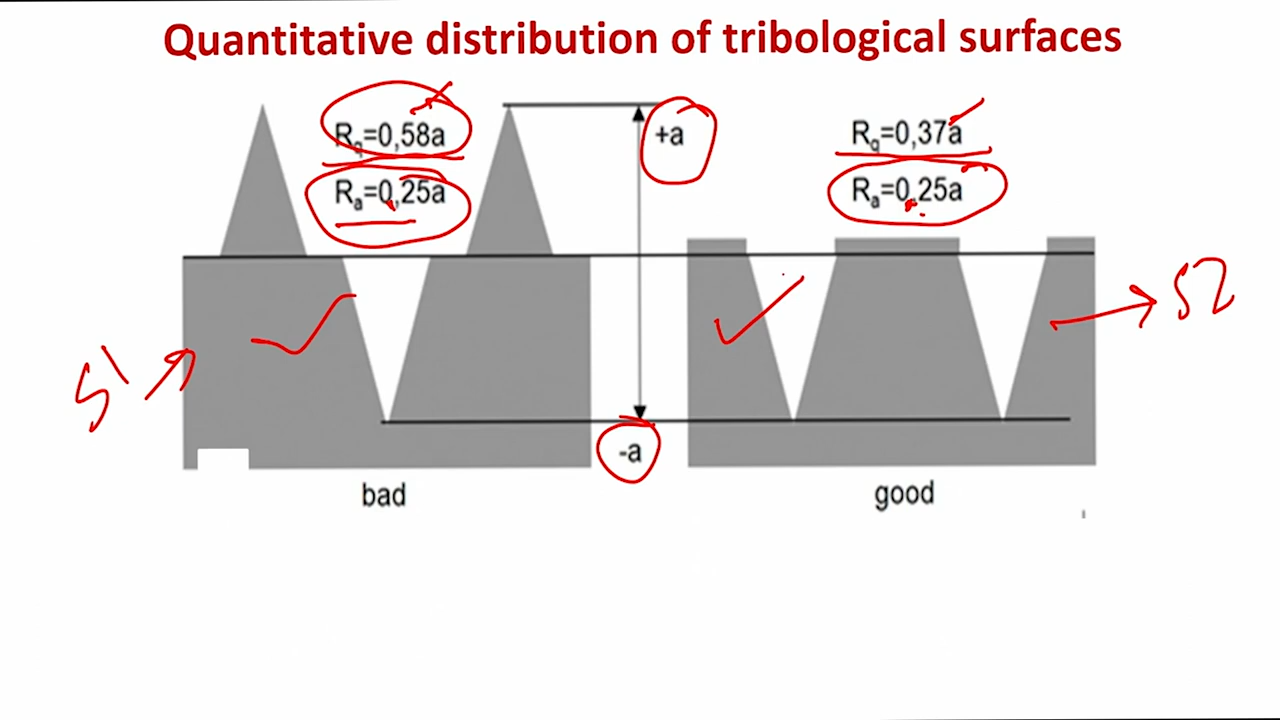 Quantitative distribution of tribological surfaces
Rq=0,58a
Ra=0,25a
+a
Rq=0,37a
Ra=0,25a
S1
S2
-a
bad
good